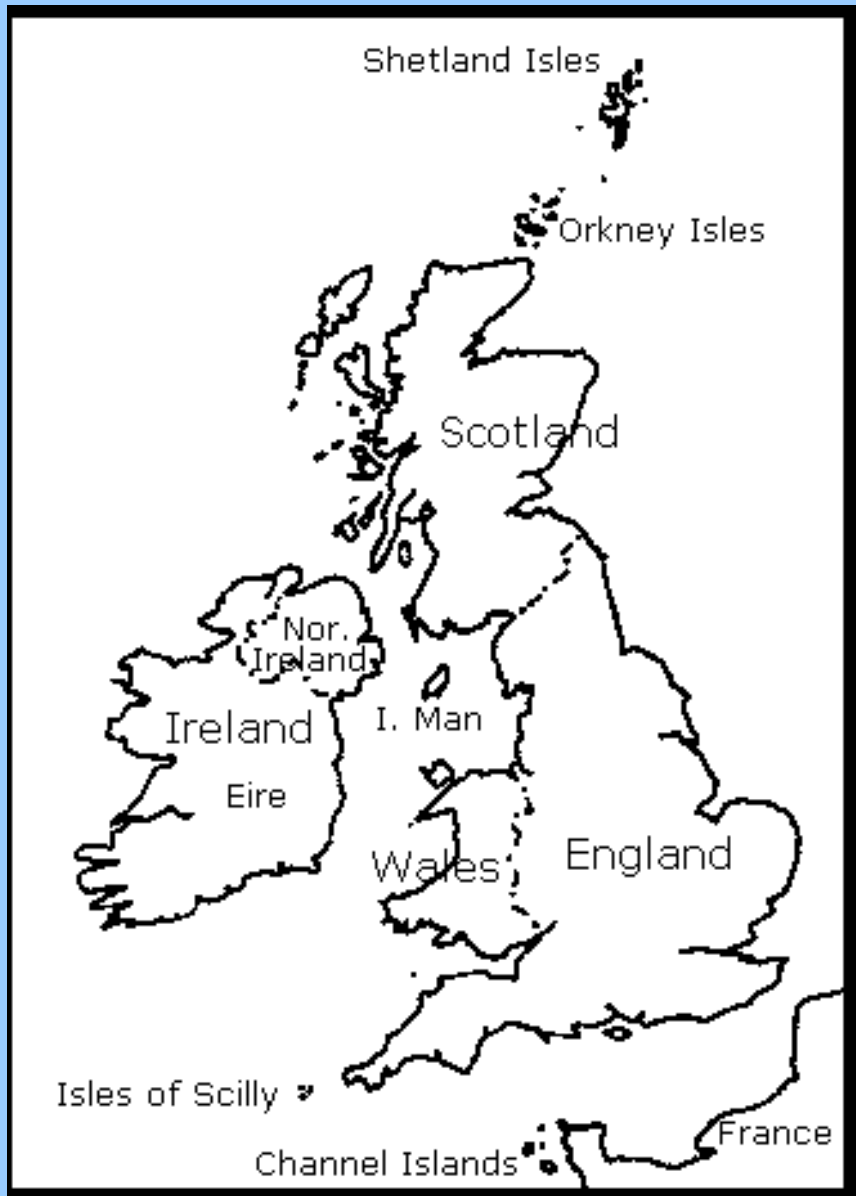 Shetland Isles
Orkney Isles
Scotland
Nor.
Ireland
I. Man
Ireland
Eire
Wales
England
Isles of Scilly
Channel Islands
France